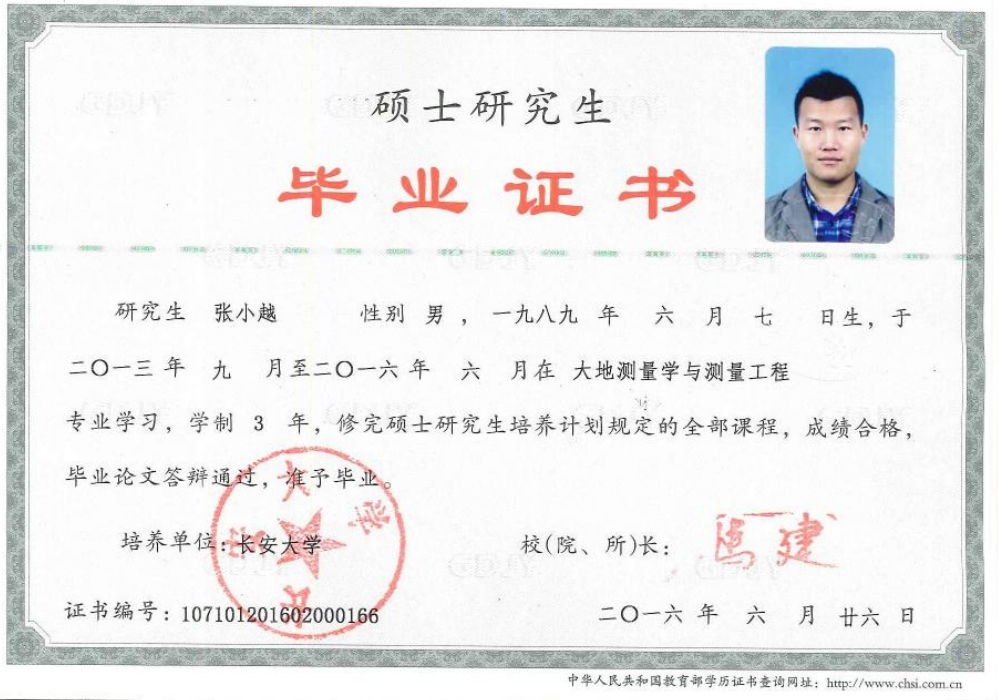 硕士研究生
毕业证书
研究生 张小越 性别 男 ，一九八九 年 六 月 七 日生，于
二〇一三 年 九 月至二〇一六 年 六 月在 大地测量学与测量工程
专业学习，学制 3 年，修完硕士研究生培养计划规定的全部课程，成绩合格，
毕业论文答辩通过，准予毕业。
长安大学
培养单位：长安大学 校(院、所)长：
证书编号：107101201602000166 二〇一六 年 六 月 廿六 日
中华人民共和国教育部学历证书查询网址：http://www.chsi.com.cn